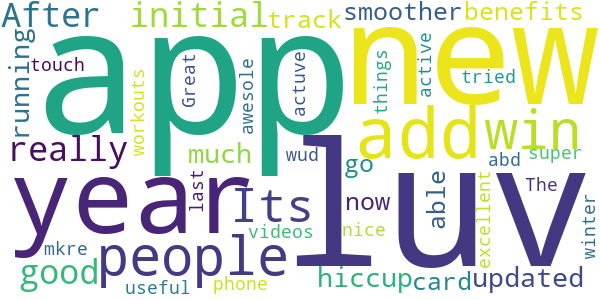 After
initial
track
smoother
benefits
app
new
running
touch
workouts
Great
awesole
actuve
things
active
tried
add
win
really
much
wud
go
abd
super
year
last
Its
luv
now
able
The
excellent
winter
people
mkre
videos
nice
good
useful
phone
hiccup
card
updated